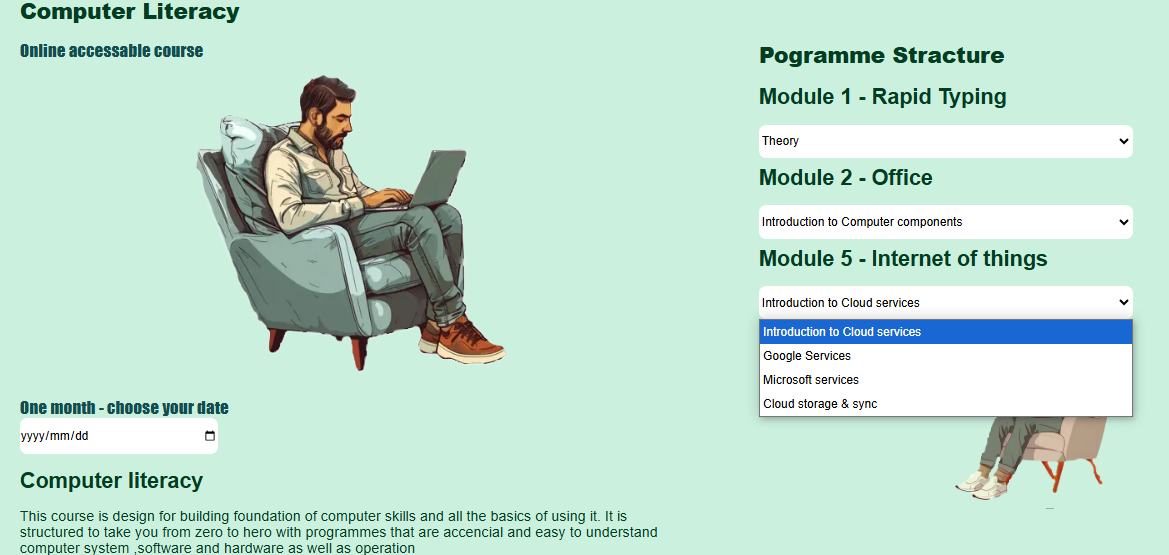 Computer Literacy
Online accessable course
One month - choose your date
yyyy/mm/dd
Computer literacy
This course is design for building foundation of computer skills and all the basics of using it. It is
structured to take you from zero to hero with programmes that are accencial and easy to understand
computer system ,software and hardware as well as operation
Pogramme Stracture
Module 1 - Rapid Typing
Theory
Module 2 - Office
Introduction to Computer components
Module 5 - Internet of things
Introduction to Cloud services
Introduction to Cloud services
Google Services
Microsoft services
Cloud storage & sync